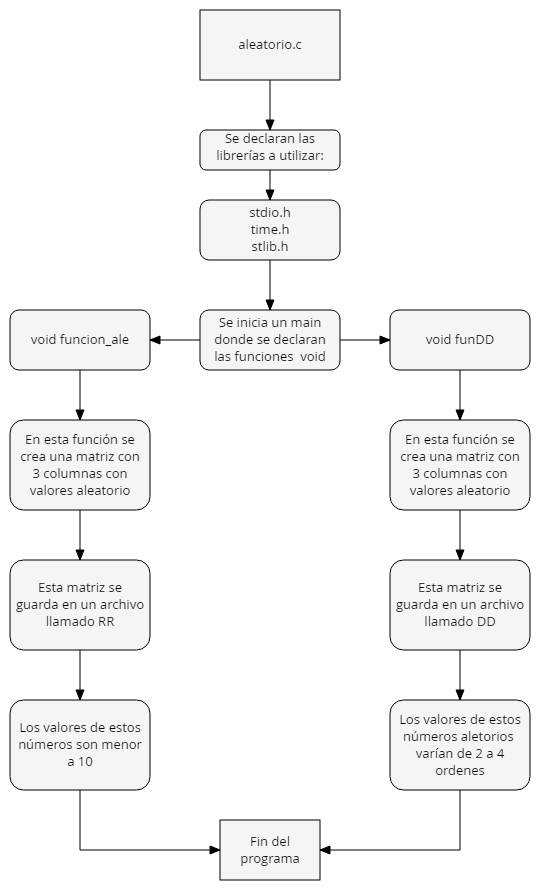 aleatorio.c
Se declaran las
librerías a utilizar:
stdio.h
time.h
stlib.h
Se inicia un main
donde se declaran
las funciones void
void funcion_ale
En esta función se
crea una matriz con
3 columnas con
valores aleatorio
Esta matriz se
guarda en un archivo
llamado RR
Los valores de estos
números son menor
a 10
void funDD
En esta función se
crea una matriz con
3 columnas con
valores aleatorio
Esta matriz se
guarda en un archivo
llamado DD
Los valores de estos
números aletorios
varían de 2 a 4
ordenes
Fin del
programa